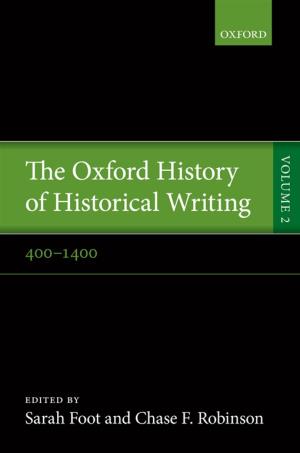 OXFORD
The Oxford History
of Historical Writing
VOLUME 2
400–1400
EDITED BY
Sarah Foot and Chase F. Robinson